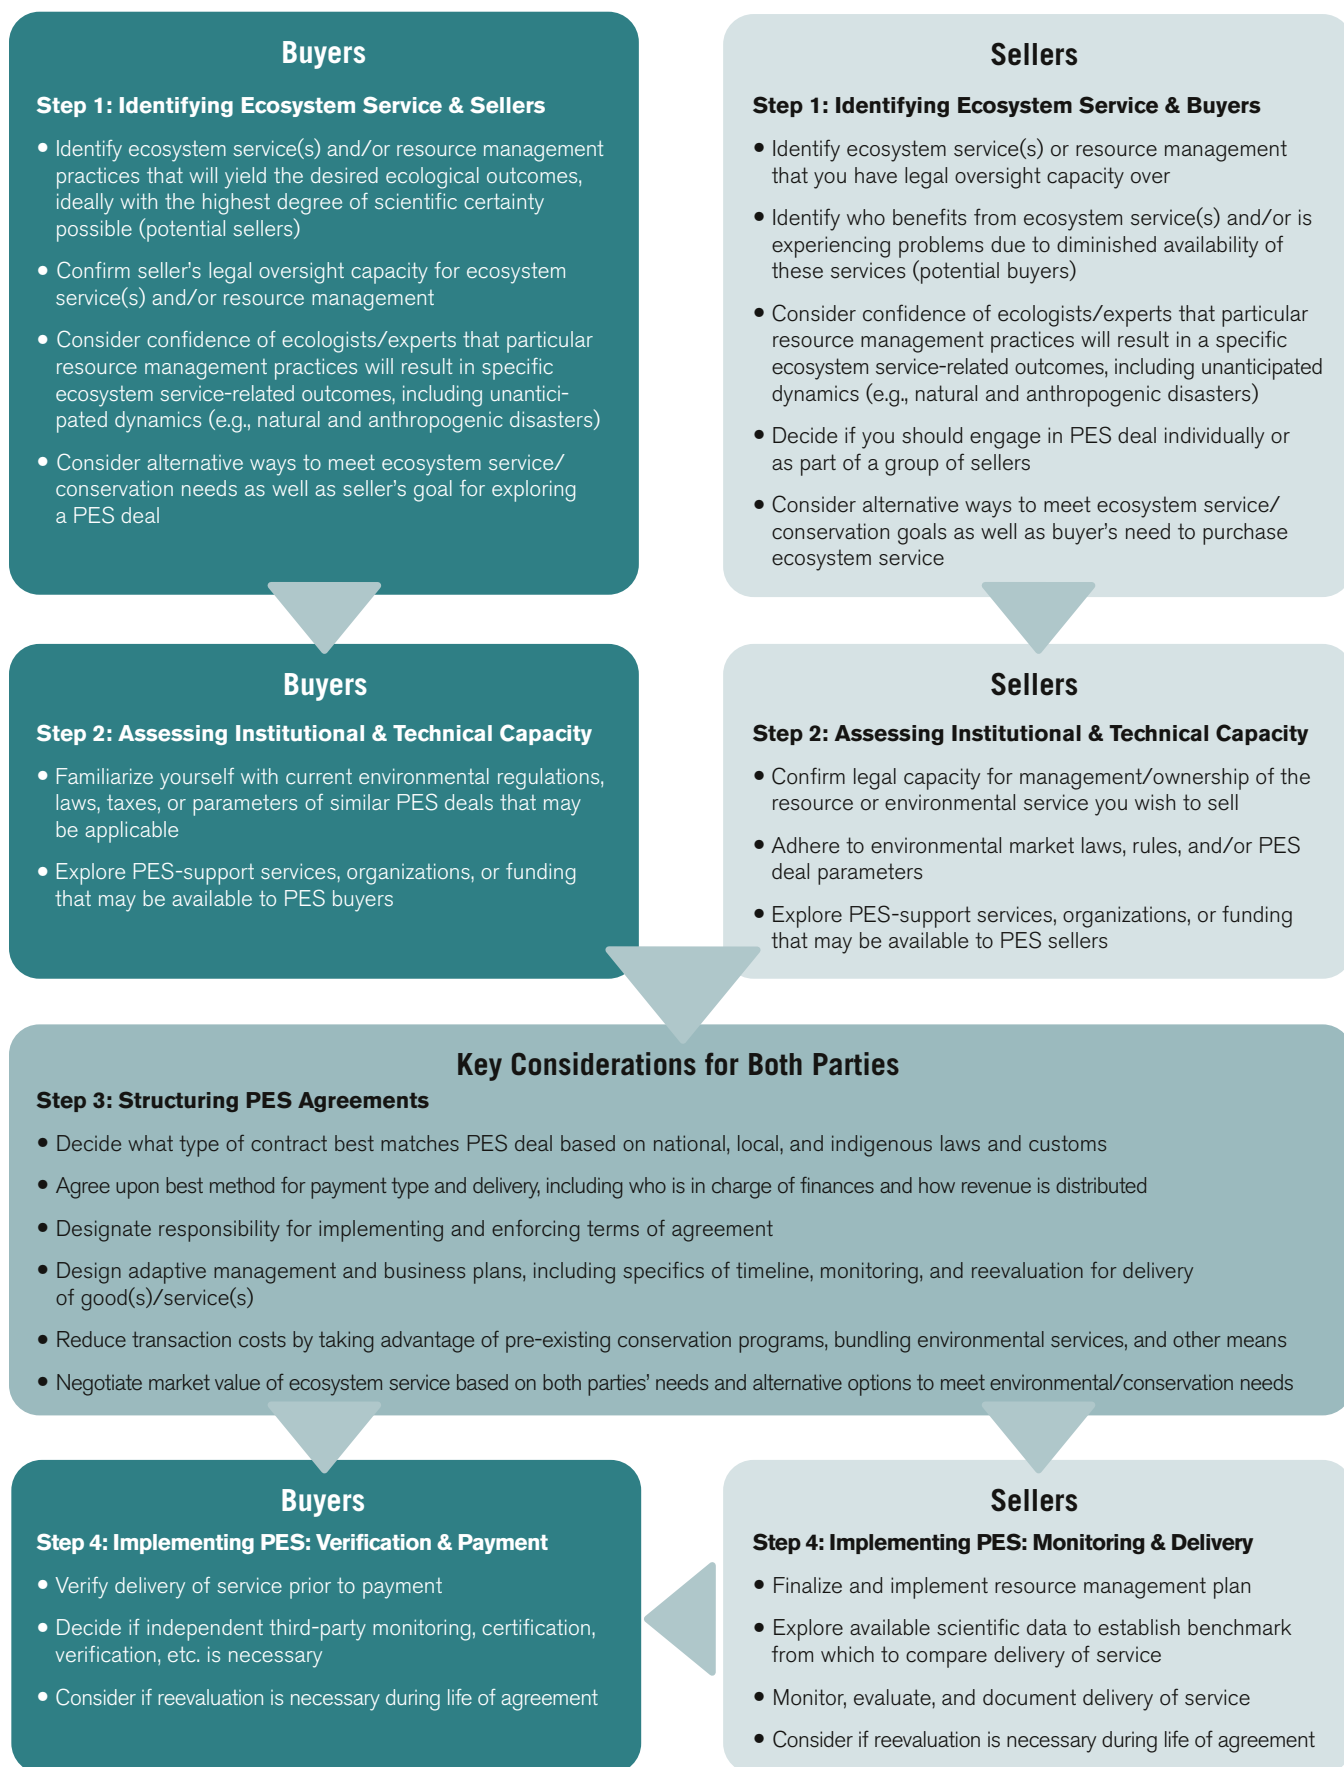 Buyers
Step 1: Identifying Ecosystem Service & Sellers
• Identify ecosystem service(s) and/or resource management
practices that will yield the desired ecological outcomes,
ideally with the highest degree of scientific certainty
possible (potential sellers)
• Confirm seller's legal oversight capacity for ecosystem
service(s) and/or resource management
• Consider confidence of ecologists/experts that particular
resource management practices will result in specific
ecosystem service-related outcomes, including unantici-
pated dynamics (e.g., natural and anthropogenic disasters)
• Consider alternative ways to meet ecosystem service/
conservation needs as well as seller's goal for exploring
a PES deal
Sellers
Step 1: Identifying Ecosystem Service & Buyers
• Identify ecosystem service(s) or resource management
that you have legal oversight capacity over
• Identify who benefits from ecosystem service(s) and/or is
experiencing problems due to diminished availability of
these services (potential buyers)
• Consider confidence of ecologists/experts that particular
resource management practices will result in a specific
ecosystem service-related outcomes, including unanticipated
dynamics (e.g., natural and anthropogenic disasters)
• Decide if you should engage in PES deal individually or
as part of a group of sellers
• Consider alternative ways to meet ecosystem service/
conservation goals as well as buyer's need to purchase
ecosystem service
Buyers
Step 2: Assessing Institutional & Technical Capacity
• Familiarize yourself with current environmental regulations,
laws, taxes, or parameters of similar PES deals that may
be applicable
• Explore PES-support services, organizations, or funding
that may be available to PES buyers
Sellers
Step 2: Assessing Institutional & Technical Capacity
• Confirm legal capacity for management/ownership of the
resource or environmental service you wish to sell
• Adhere to environmental market laws, rules, and/or PES
deal parameters
• Explore PES-support services, organizations, or funding
that may be available to PES sellers
Key Considerations for Both Parties
Step 3: Structuring PES Agreements
• Decide what type of contract best matches PES deal based on national, local, and indigenous laws and customs
• Agree upon best method for payment type and delivery, including who is in charge of finances and how revenue is distributed
• Designate responsibility for implementing and enforcing terms of agreement
• Design adaptive management and business plans, including specifics of timeline, monitoring, and reevaluation for delivery
of good(s)/service(s)
• Reduce transaction costs by taking advantage of pre-existing conservation programs, bundling environmental services, and other means
• Negotiate market value of ecosystem service based on both parties' needs and alternative options to meet environmental/conservation needs
Buyers
Step 4: Implementing PES: Verification & Payment
• Verify delivery of service prior to payment
• Decide if independent third-party monitoring, certification,
verification, etc. is necessary
• Consider if reevaluation is necessary during life of agreement
Sellers
Step 4: Implementing PES: Monitoring & Delivery
• Finalize and implement resource management plan
• Explore available scientific data to establish benchmark
from which to compare delivery of service
• Monitor, evaluate, and document delivery of service
• Consider if reevaluation is necessary during life of agreement